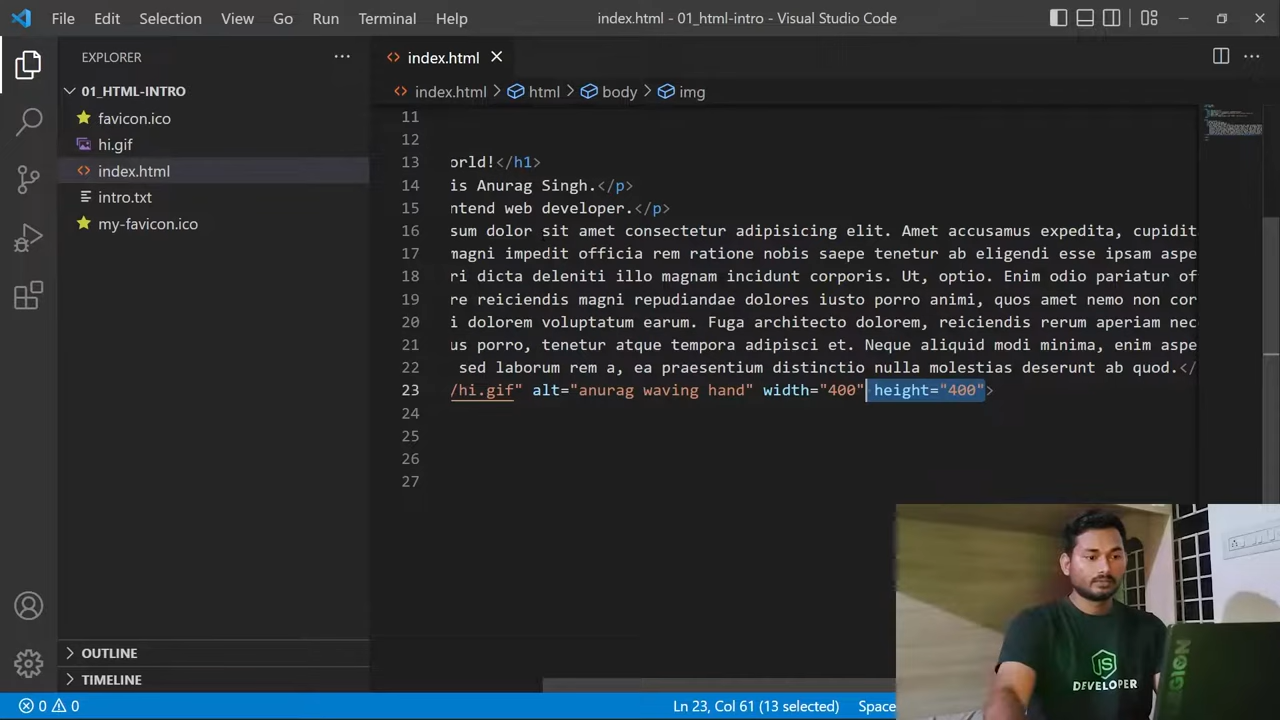 File Edit Selection View Go Run Terminal Help index.html - 01_html-intro - Visual Studio Code
EXPLORER
01_HTML-INTRO
favicon.ico
hi.gif
index.html
intro.txt
my-favicon.ico
OUTLINE
TIMELINE
index.html
index.html > html > body > img
11
12
13 orld!</h1>
14 is Anurag Singh.</p>
15 ntend web developer.</p>
16 sum dolor sit amet consectetur adipisicing elit. Amet accusamus expedita, cupidit
17 magni impedit officia rem ratione nobis saepe tenetur ab eligendi esse ipsam aspe
18 ri dicta deleniti illo magnam incidunt corporis. Ut, optio. Enim odio pariatur of
19 re reiciendis magni repudiandae dolores iusto porro animi, quos amet nemo non cor
20 i dolorem voluptatum earum. Fuga architecto dolorem, reiciendis rerum aperiam nec
21 us porro, tenetur atque tempora adipisci et. Neque aliquid modi minima, enim aspe
22 sed laborum rem a, ea praesentium distinctio nulla molestias deserunt ab quod.</
23 /hi.gif" alt="anurag waving hand" width="400" height="400">
24
25
26
27
JS
DEVELOPER
LEGION
0 0 Ln 23, Col 61 (13 selected) Space